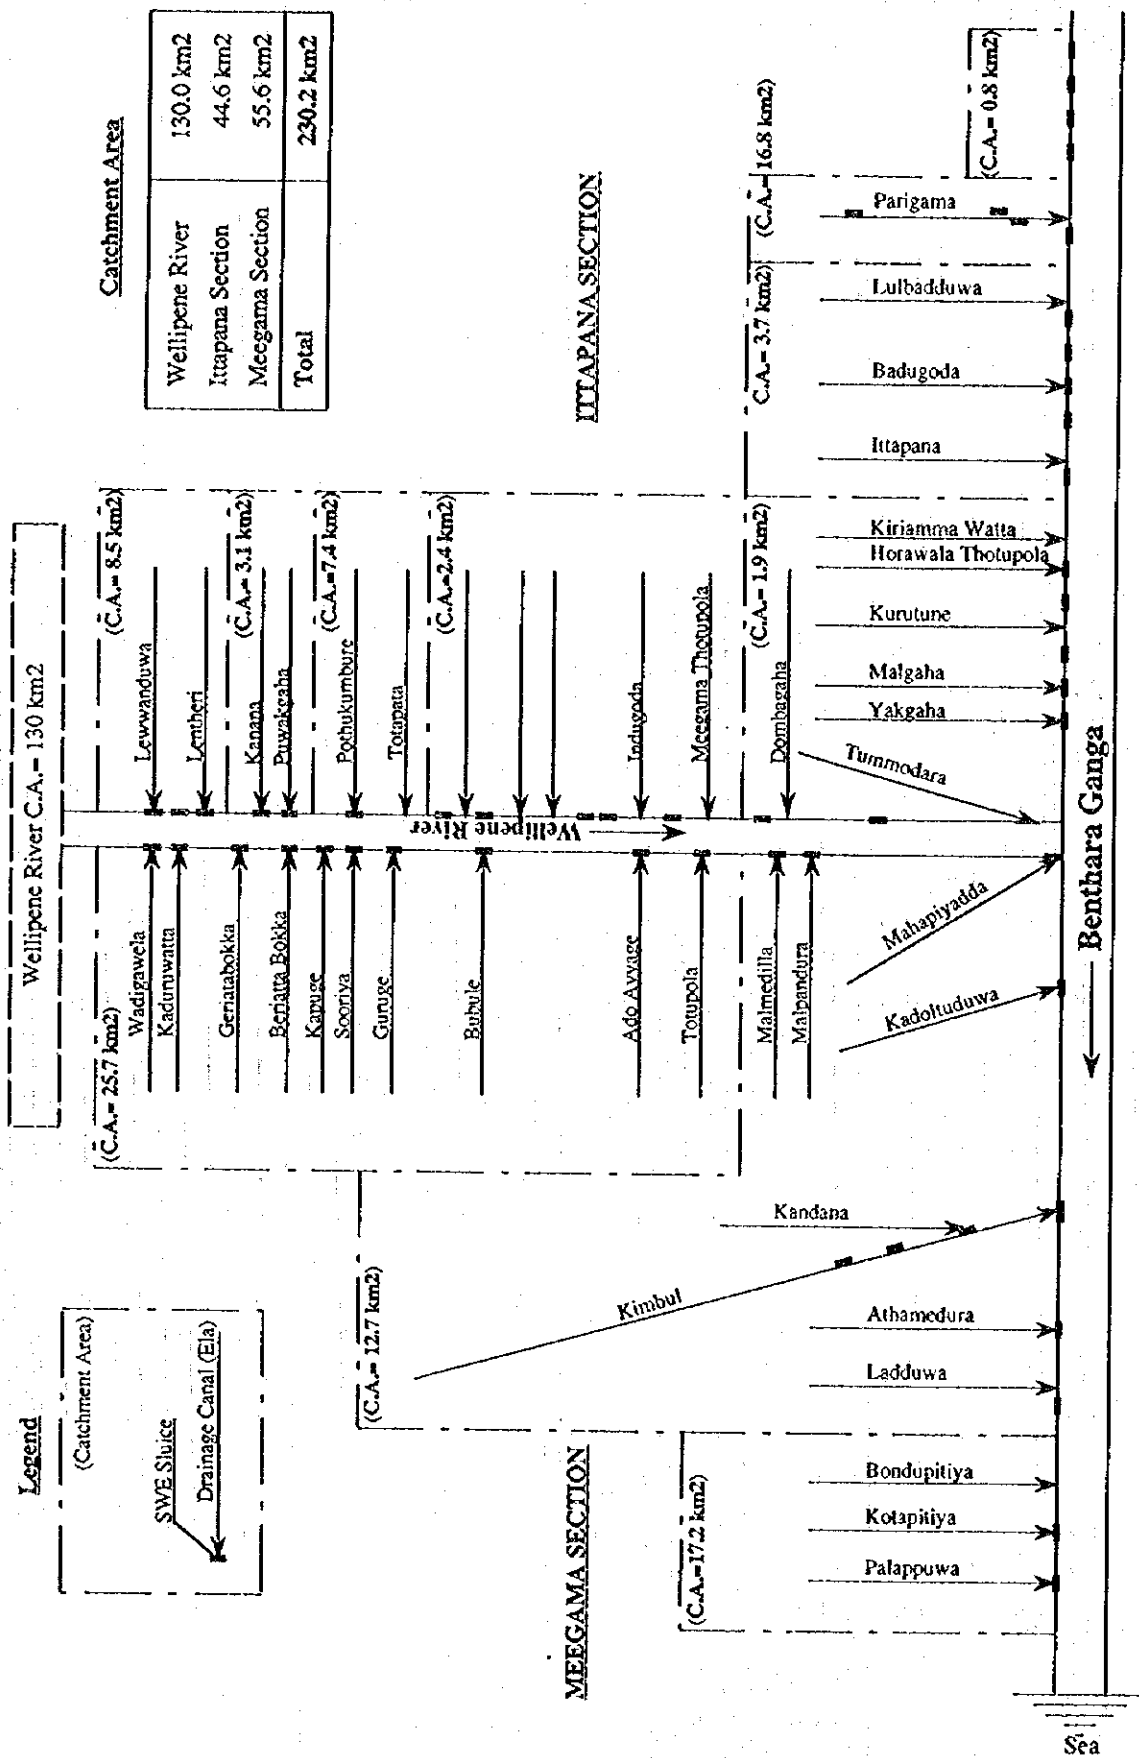 Wellipene River C.A.= 130 km2
Catchment Area
Wellipene River 130.0 km2
Ittapana Section 44.6 km2
Meegama Section 55.6 km2
Total 230.2 km2
Legend
(Catchment Area)
SWE Sluice
Drainage Canal (Ela)
(C.A.= 25.7 km2)
Wadigawela
Kaduruwatta
Geriatabokka
Beriatta Bokka
Kapuge
Sooriya
Guruge
Bubule
Ado Avyage
Totupola
Malmedilla
Malpandura
(C.A.= 8.5 km2)
Lewwanduwa
Lentheri
(C.A.= 3.1 km2)
Kanana
Puwakgaha
(C.A.=7.4 km2)
Pothukumbure
Totapata
(C.A.=2.4 km2)
Indugoda
Meegama Thotupola
(C.A.= 1.9 km2)
Dombagaha
Wellipene River
MEEGAMA SECTION
ITTAPANA SECTION
(C.A.= 12.7 km2)
(C.A.=17.2 km2)
C.A.= 3.7 km2)
(C.A.= 16.8 km2)
(C.A.= 0.8 km2)
Palappuwa
Kotapitiya
Bondupitiya
Ladduwa
Athamedura
Kimbul
Kandana
Kadoltuduwa
Mahapiyadda
Tummodara
Yakgaha
Malgaha
Kurutune
Horawala Thotupola
Kiriamma Watta
Ittapana
Badugoda
Lulbadduwa
Parigama
Benthara Ganga
Sea